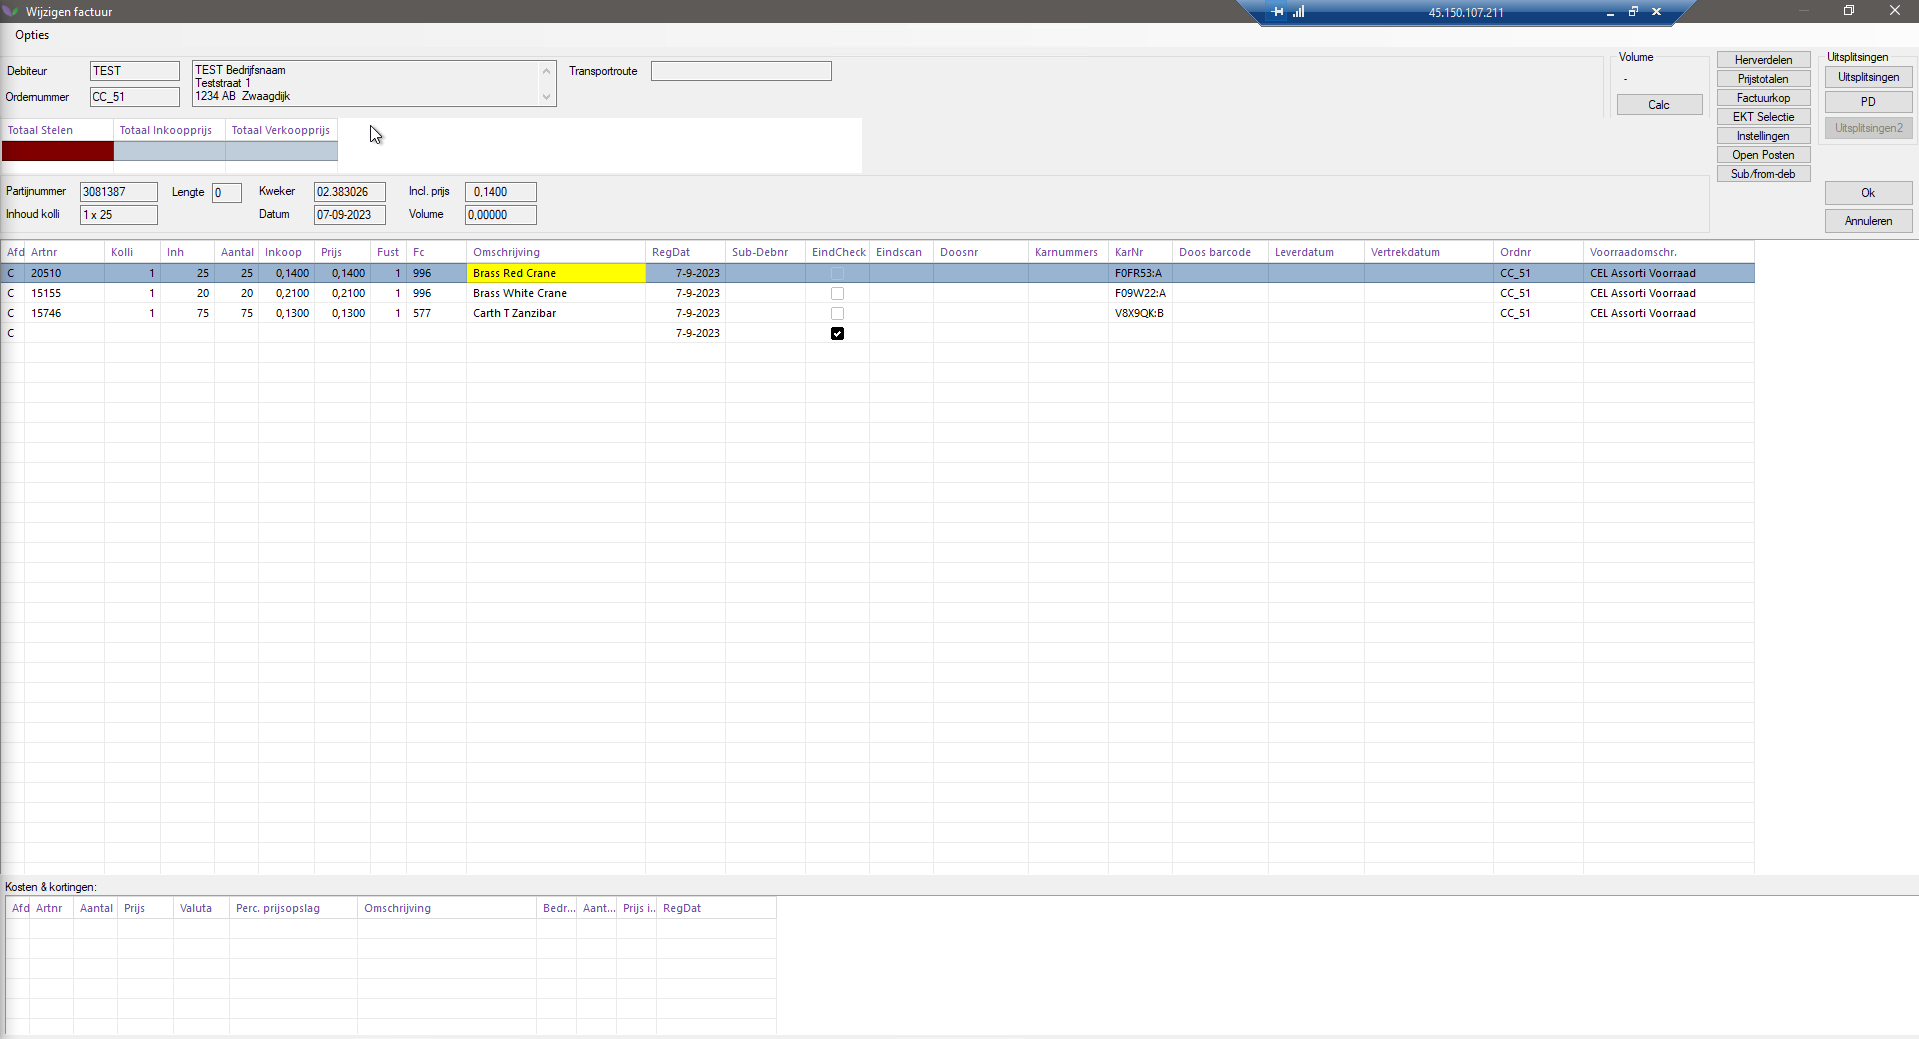 Wijzigen factuur
45.150.107.211
Opties
Debiteur TEST
TEST Bedrijfsnaam
Teststraat 1
1234 AB Zwaagdijk
Transportroute
Ordernummer CC_51
Volume
-
Calc
Herverdelen
Prijstotalen
Factuurkop
EKT Selectie
Instellingen
Open Posten
Sub/from-deb
Uitsplitsingen
Uitsplitsingen
PD
Uitsplitsingen2
Ok
Annuleren
Totaal Stelen Totaal Inkoopprijs Totaal Verkoopprijs
Partijnummer 3081387 Lengte 0 Kweker 02.383026 Incl. prijs 0,1400
Inhoud kolli 1 x 25 Datum 07-09-2023 Volume 0,00000
Afd Artnr Kolli Inh Aantal Inkoop Prijs Fust Fc Omschrijving RegDat Sub-Debnr EindCheck Eindscan Doosnr Karnummers KarNr Doos barcode Leverdatum Vertrekdatum Ordnr Voorraadomschr.
C 20510 1 25 25 0,1400 0,1400 1 996 Brass Red Crane 7-9-2023 F0FR53:A CC_51 CEL Assorti Voorraad
C 15155 1 20 20 0,2100 0,2100 1 996 Brass White Crane 7-9-2023 F09W22:A CC_51 CEL Assorti Voorraad
C 15746 1 75 75 0,1300 0,1300 1 577 Carth T Zanzibar 7-9-2023 V8X9QK:B CC_51 CEL Assorti Voorraad
C 7-9-2023
Kosten & kortingen:
Afd Artnr Aantal Prijs Valuta Perc. prijsopslag Omschrijving Bedr... Aant... Prijs i... RegDat